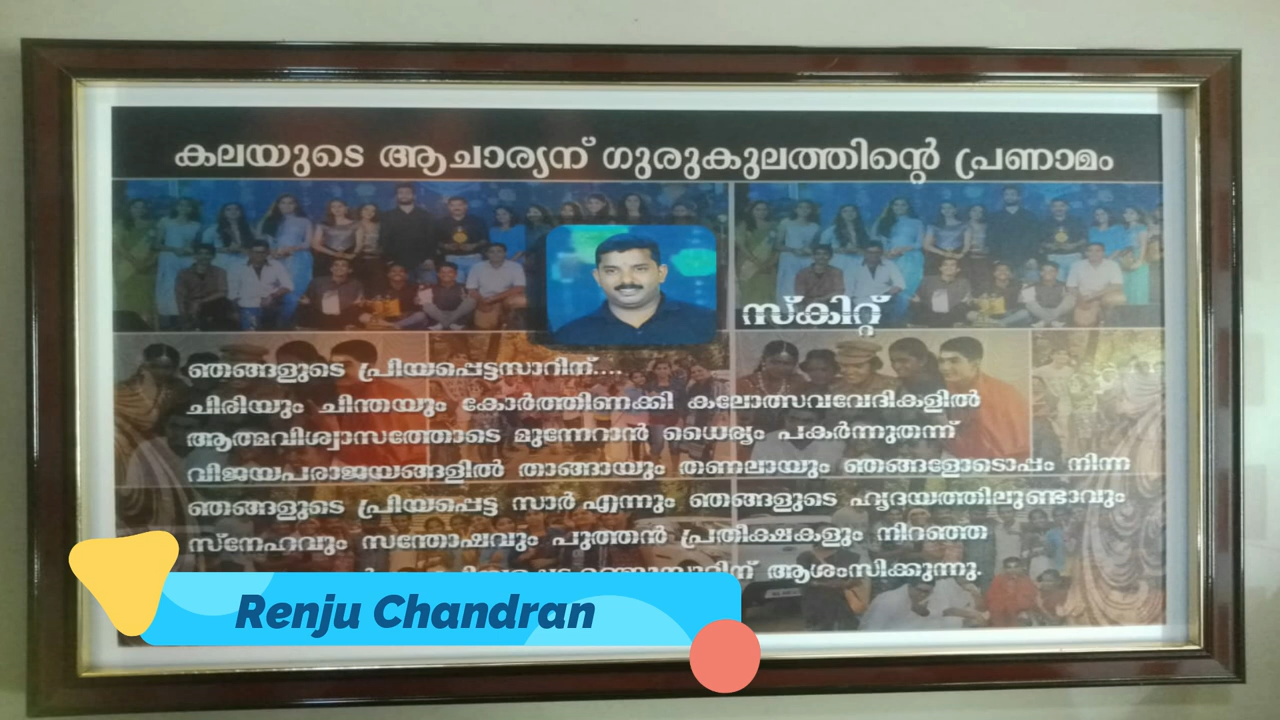 കലയുടെ ആചാര്യന് ഗുരുകുലത്തിന്റെ പ്രണാമം
സ്കിറ്റ്
ഞങ്ങളുടെ പ്രിയപ്പെട്ടസാറിന്....
ചിരിയും ചിന്തയും കോർത്തിണക്കി കലോത്സവവേദികളിൽ
ആത്മവിശ്വാസത്തോടെ മുന്നേറാൻ ധൈര്യം പകർന്നുതന്ന്
വിജയപരാജയങ്ങളിൽ താങ്ങായും തണലായും ഞങ്ങളോടൊപ്പം നിന്ന
ഞങ്ങളുടെ പ്രിയപ്പെട്ട സാർ എന്നും ഞങ്ങളുടെ ഹൃദയത്തിലുണ്ടാവും
സ്നേഹവും സന്തോഷവും പുത്തൻ പ്രതീക്ഷകളും നിറഞ്ഞ
ആശംസിക്കുന്നു.
Renju Chandran